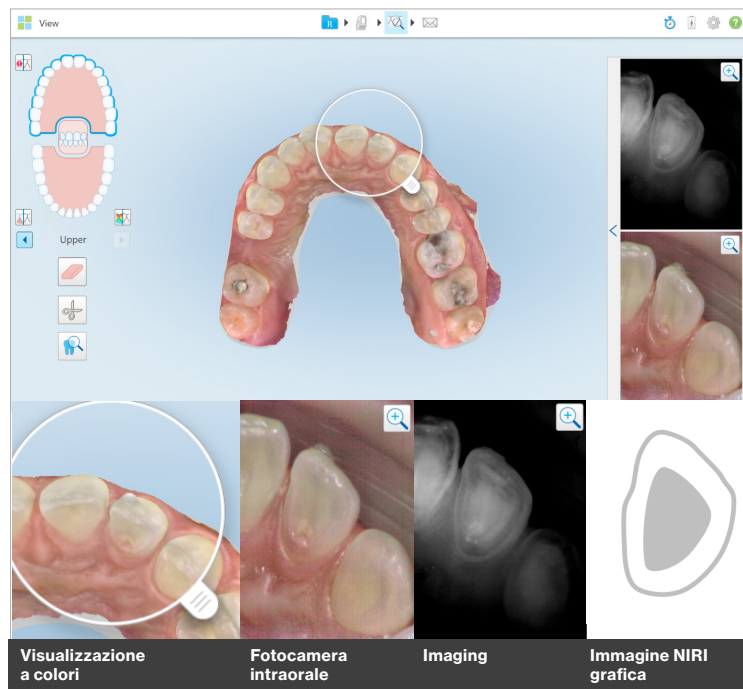 View
R
Upper
Visualizzazione
a colori
Fotocamera
intraorale
Imaging
Immagine NIRI
grafica